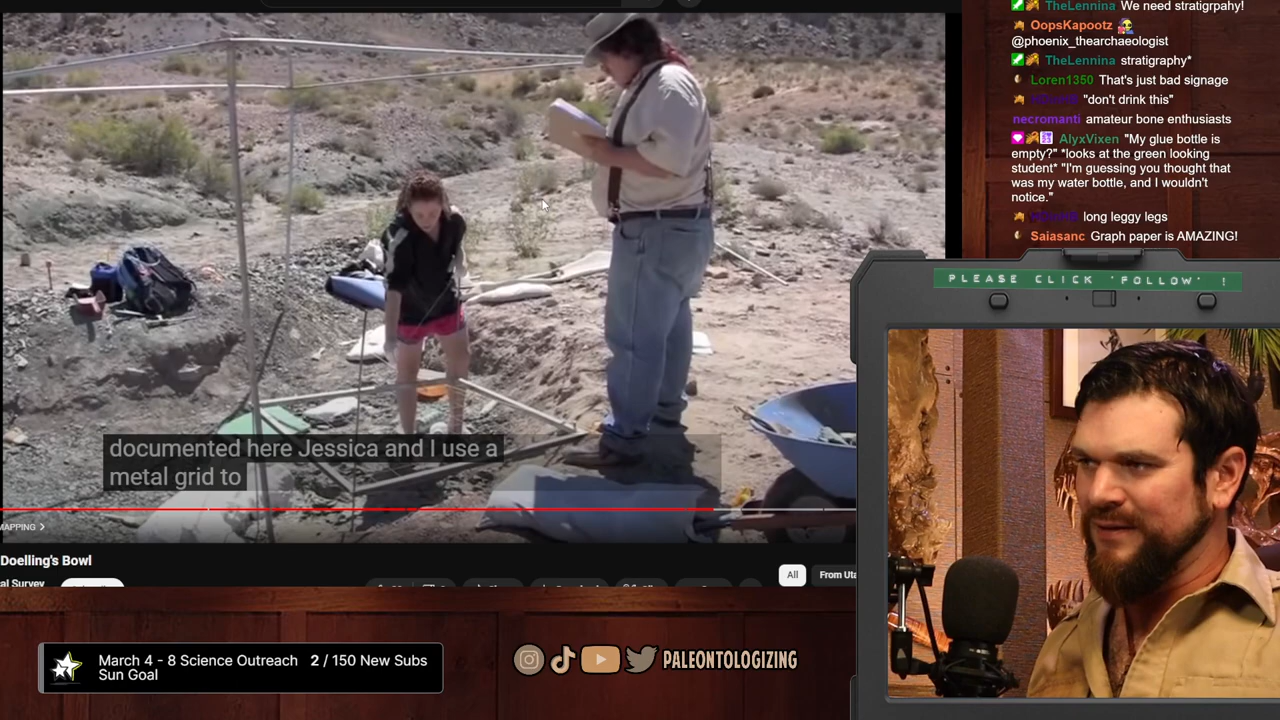 TheLennina We need stratigrpahy!
OopsKapootz
@phoenix_thearchaeologist
TheLennina stratigraphy*
Loren1350 That's just bad signage
"don't drink this"
necromanti amateur bone enthusiasts
AlyxVixen "My glue bottle is
empty?" *looks at the green looking
student* "I'm guessing you thought that
was my water bottle, and I wouldn't
notice."
long leggy legs
Saiasanc Graph paper is AMAZING!
PLEASE CLICK 'FOLLOW' !
documented here Jessica and I use a
metal grid to
MAPPING >
Doelling's Bowl
al Survey
All From Uta
March 4 - 8 Science Outreach 2 / 150 New Subs
Sun Goal
PALEONTOLOGIZING